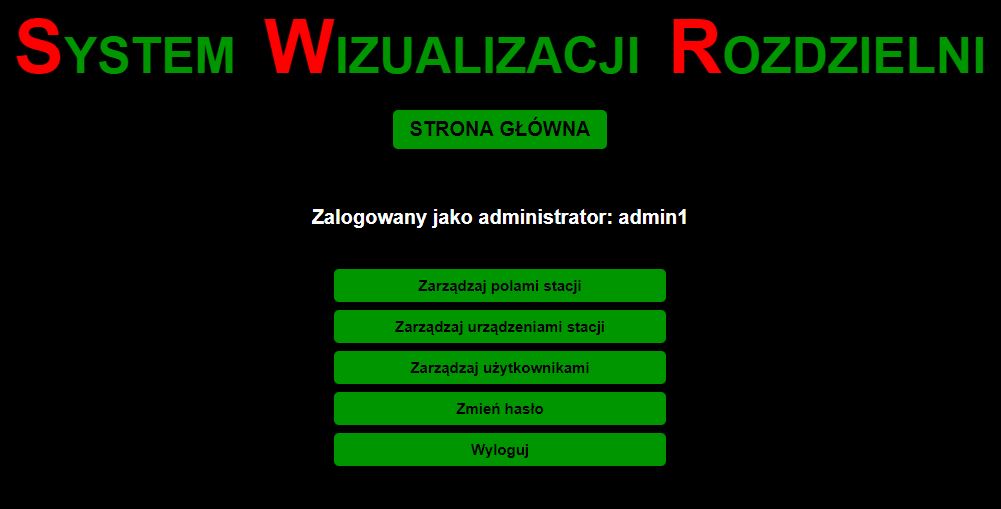 SYSTEM WIZUALIZACJI ROZDZIELNI
STRONA GŁÓWNA
Zalogowany jako administrator: admin1
Zarządzaj polami stacji
Zarządzaj urządzeniami stacji
Zarządzaj użytkownikami
Zmień hasło
Wyloguj